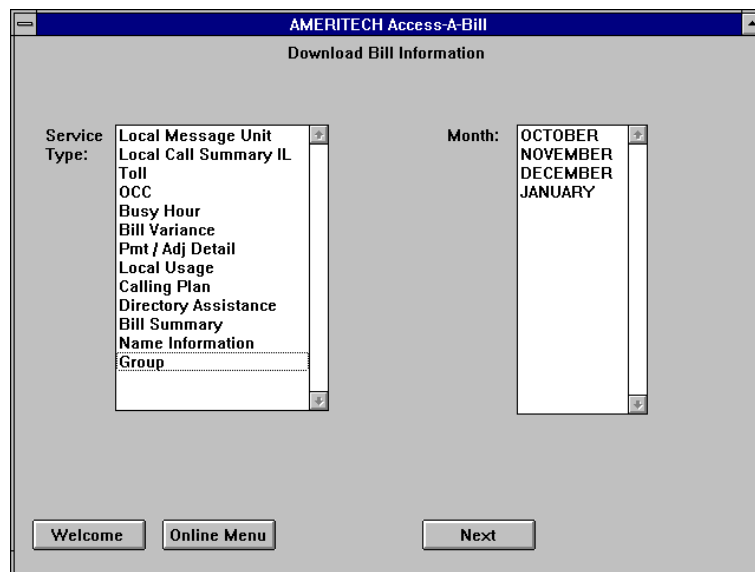 AMERITECH Access-A-Bill
Download Bill Information
Service Type:
Local Message Unit
Local Call Summary IL
Toll
OCC
Busy Hour
Bill Variance
Pmt / Adj Detail
Local Usage
Calling Plan
Directory Assistance
Bill Summary
Name Information
Group
Month:
OCTOBER
NOVEMBER
DECEMBER
JANUARY
Welcome
Online Menu
Next